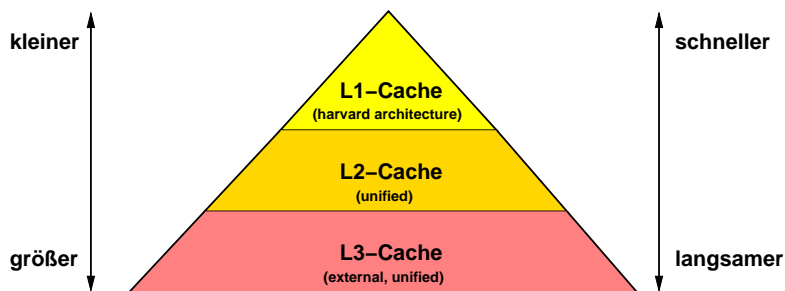 kleiner
schneller
L1−Cache
(harvard architecture)
L2−Cache
(unified)
L3−Cache
größer
langsamer
(external, unified)